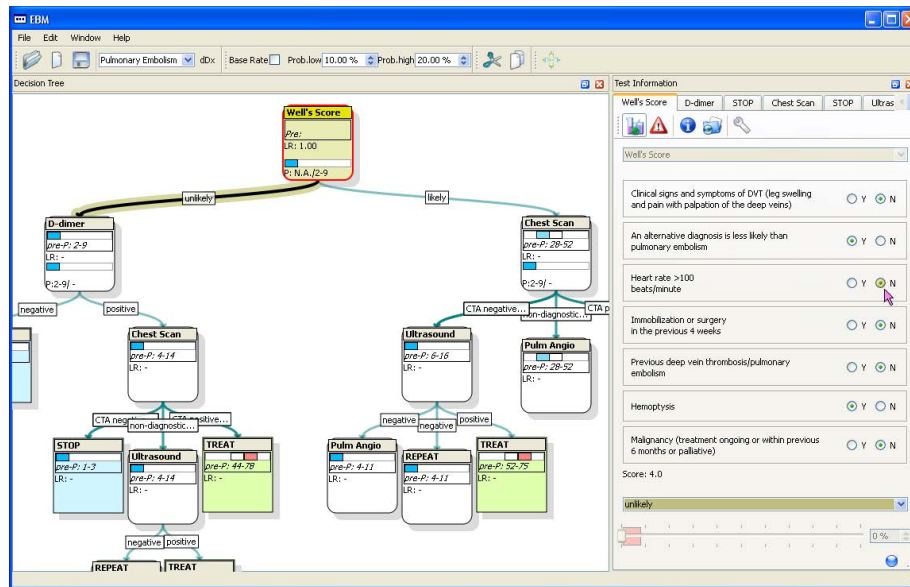 EBM
File Edit Window Help
Pulmonary Embolism dDx Base Rate Prob.low 10.00 % Prob.high 20.00 %
Decision Tree
Well's Score
Pre:
LR: 1.00
P: N.A./2-9
unlikely
likely
D-dimer
pre-P: 2-9
LR: -
P:2-9/ -
Chest Scan
pre-P: 28-52
LR: -
negative
positive
CTA negative...
non-diagnostic...
CTA p
Chest Scan
pre-P: 4-14
LR: -
Ultrasound
pre-P: 6-16
LR: -
Pulm Angio
pre-P: 28-52
LR: -
CTA negat
non-diagnostic...
CTA positive...
negative
negative
positive
STOP
pre-P: 1-3
LR: -
Ultrasound
pre-P: 4-14
LR: -
TREAT
pre-P: 44-78
LR: -
Pulm Angio
pre-P: 4-11
LR: -
REPEAT
pre-P: 4-11
LR: -
TREAT
pre-P: 52-75
LR: -
negative
positive
REPEAT
TREAT
Test Information
Well's Score D-dimer STOP Chest Scan STOP Ultras
Well's Score
Clinical signs and symptoms of DVT (leg swelling
and pain with palpation of the deep veins)
Y N
An alternative diagnosis is less likely than
pulmonary embolism
Y N
Heart rate >100
beats/minute
Y N
Immobilization or surgery
in the previous 4 weeks
Y N
Previous deep vein thrombosis/pulmonary
embolism
Y N
Hemoptysis
Y N
Malignancy (treatment ongoing or within previous
6 months or palliative)
Y N
Score: 4.0
unlikely
0 %